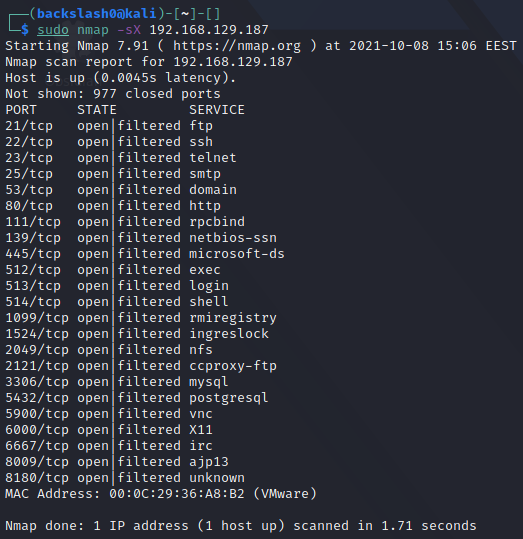 ┌──(backslash0@kali)-[~]-[]
└─$ sudo nmap -sX 192.168.129.187
Starting Nmap 7.91 ( https://nmap.org ) at 2021-10-08 15:06 EEST
Nmap scan report for 192.168.129.187
Host is up (0.0045s latency).
Not shown: 977 closed ports
PORT     STATE         SERVICE
21/tcp   open|filtered ftp
22/tcp   open|filtered ssh
23/tcp   open|filtered telnet
25/tcp   open|filtered smtp
53/tcp   open|filtered domain
80/tcp   open|filtered http
111/tcp  open|filtered rpcbind
139/tcp  open|filtered netbios-ssn
445/tcp  open|filtered microsoft-ds
512/tcp  open|filtered exec
513/tcp  open|filtered login
514/tcp  open|filtered shell
1099/tcp open|filtered rmiregistry
1524/tcp open|filtered ingreslock
2049/tcp open|filtered nfs
2121/tcp open|filtered ccproxy-ftp
3306/tcp open|filtered mysql
5432/tcp open|filtered postgresql
5900/tcp open|filtered vnc
6000/tcp open|filtered X11
6667/tcp open|filtered irc
8009/tcp open|filtered ajp13
8180/tcp open|filtered unknown
MAC Address: 00:0C:29:36:A8:B2 (VMware)
Nmap done: 1 IP address (1 host up) scanned in 1.71 seconds